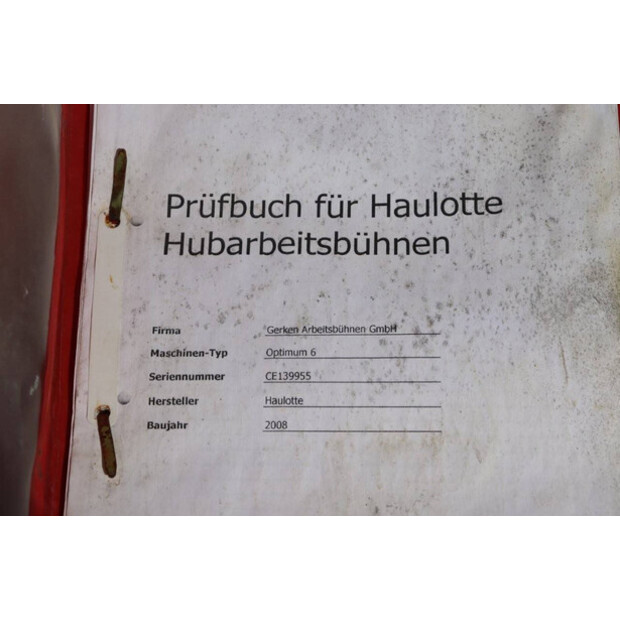 Prüfbuch für Haulotte
Hubarbeitsbühnen
Firma Gerken Arbeitsbühnen GmbH
Maschinen-Typ Optimum 6
Seriennummer CE139955
Hersteller Haulotte
Baujahr 2008